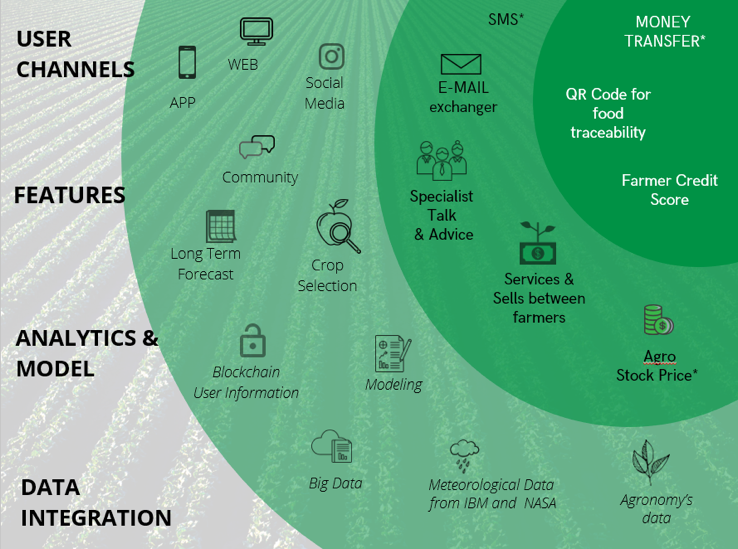 USER
CHANNELS
APP
WEB
Social
Media
SMS*
E-MAIL
exchanger
MONEY
TRANSFER*
QR Code for
food
traceability
Farmer Credit
Score
FEATURES
Community
Long Term
Forecast
Crop
Selection
Specialist
Talk
& Advice
Services &
Sells between
farmers
Agro
Stock Price*
ANALYTICS &
MODEL
Blockchain
User Information
Modeling
DATA
INTEGRATION
Big Data
Meteorological Data
from IBM and NASA
Agronomy's
data